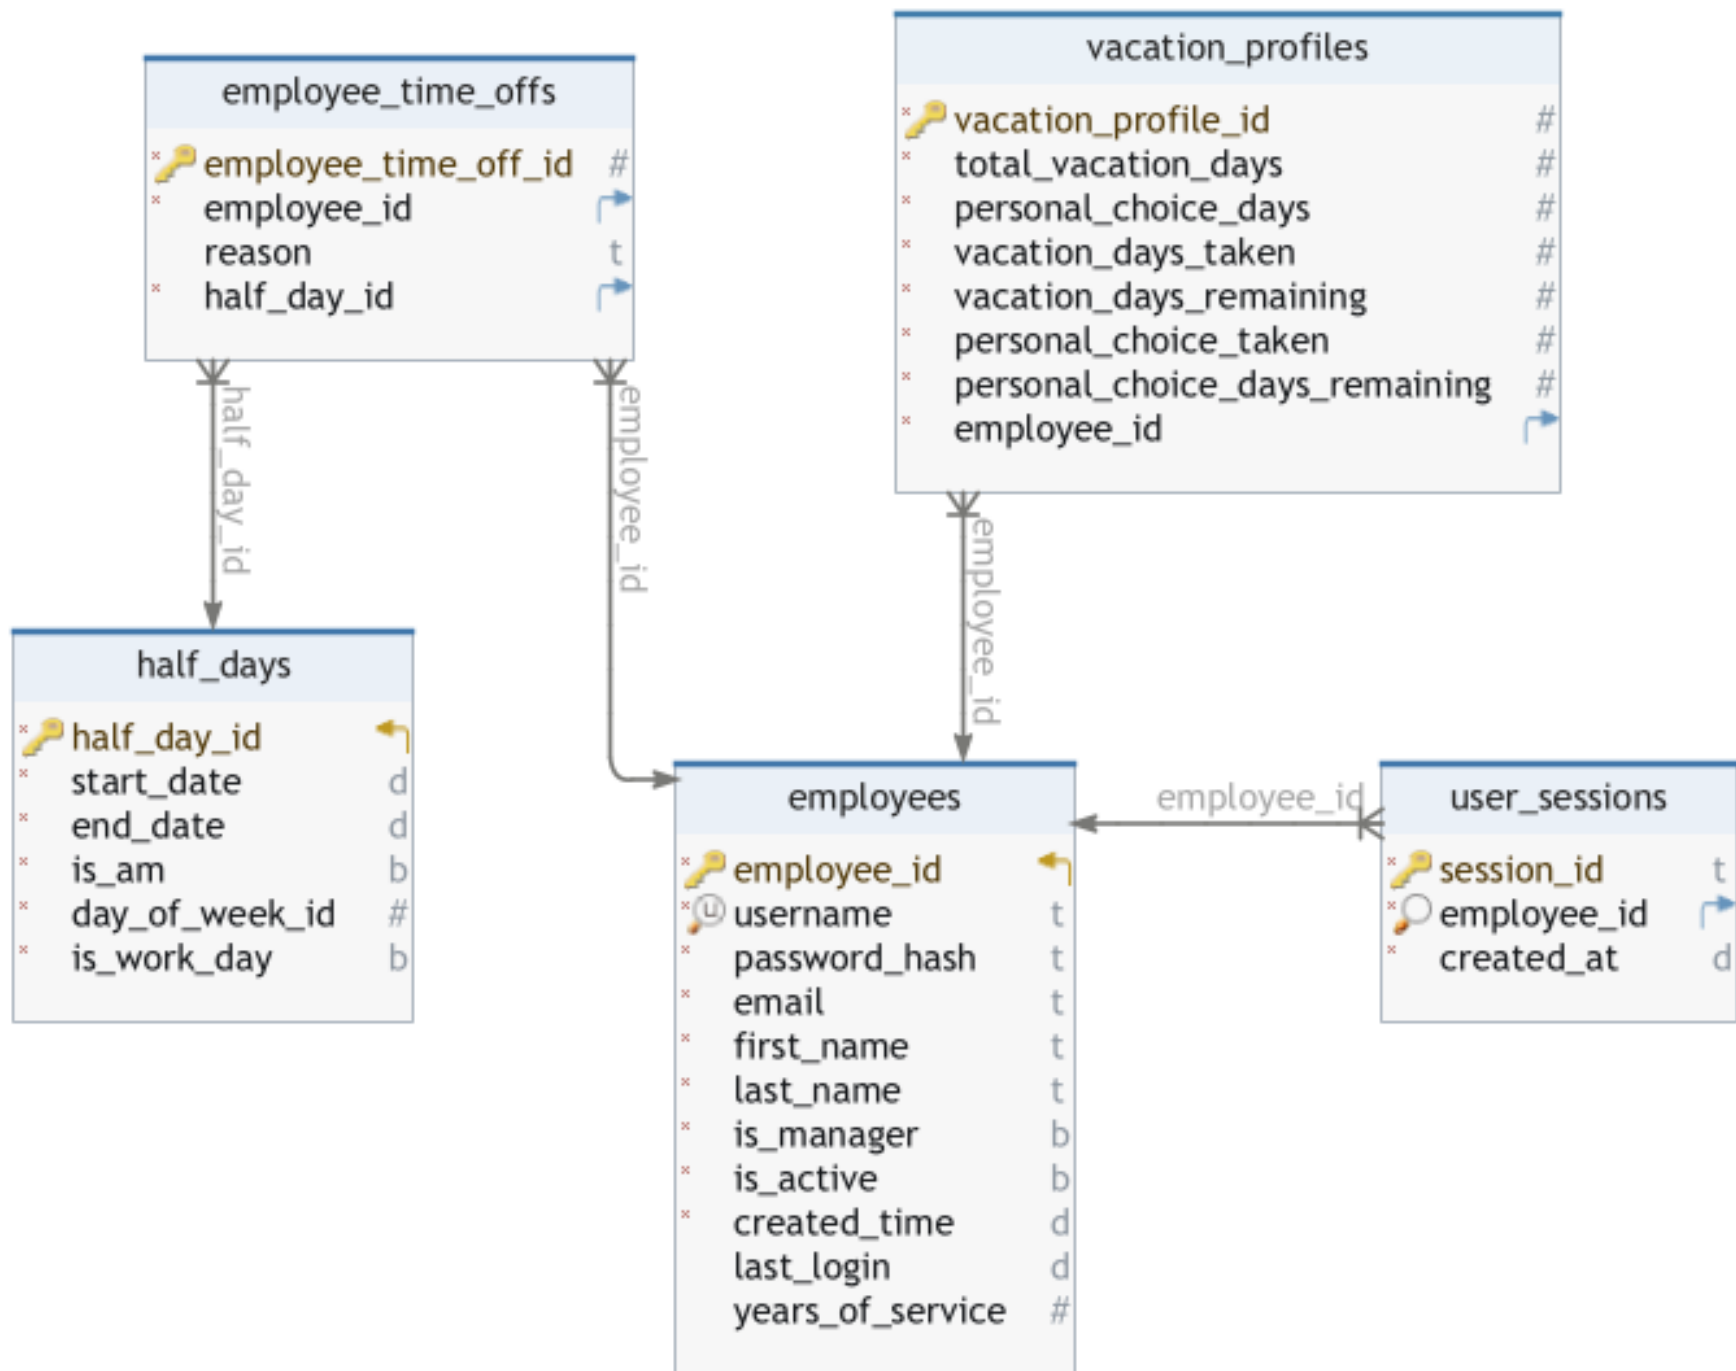 employee_time_offs
employee_time_off_id #
employee_id
reason t
half_day_id
vacation_profiles
vacation_profile_id #
total_vacation_days #
personal_choice_days #
vacation_days_taken #
vacation_days_remaining #
personal_choice_taken #
personal_choice_days_remaining #
employee_id
half_day_id
employee_id
employee_id
half_days
half_day_id
start_date d
end_date d
is_am b
day_of_week_id #
is_work_day b
employees
employee_id
username t
password_hash t
email t
first_name t
last_name t
is_manager b
is_active b
created_time d
last_login d
years_of_service #
employee_id
user_sessions
session_id t
employee_id
created_at d